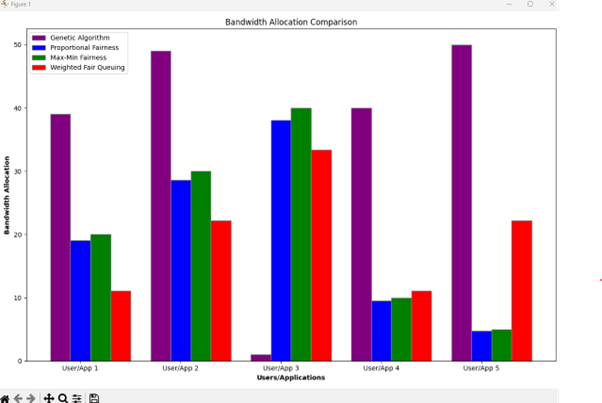 Figure 1
Bandwidth Allocation Comparison
Genetic Algorithm
Proportional Fairness
Max-Min Fairness
Weighted Fair Queuing
50
40
30
20
10
0
Bandwidth Allocation
User/App 1
User/App 2
User/App 3
User/App 4
User/App 5
Users/Applications